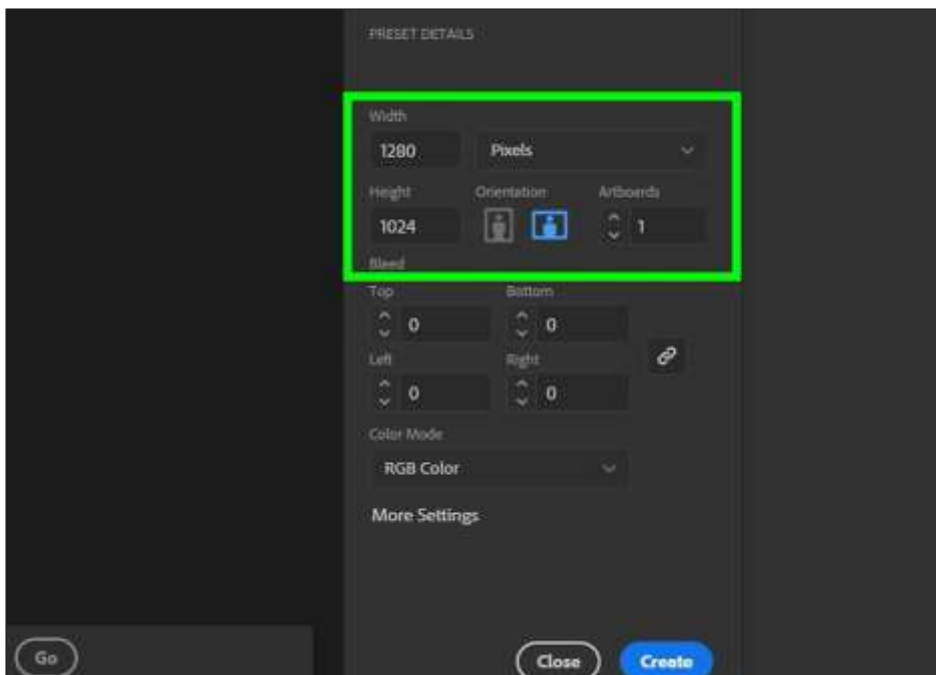 PRESET DETAILS
Width
1280 Pixels
Height Orientation Artboards
1024 1
Bleed
Top Bottom
0 0
Left Right
0 0
Color Mode
RGB Color
More Settings
Go Close Create